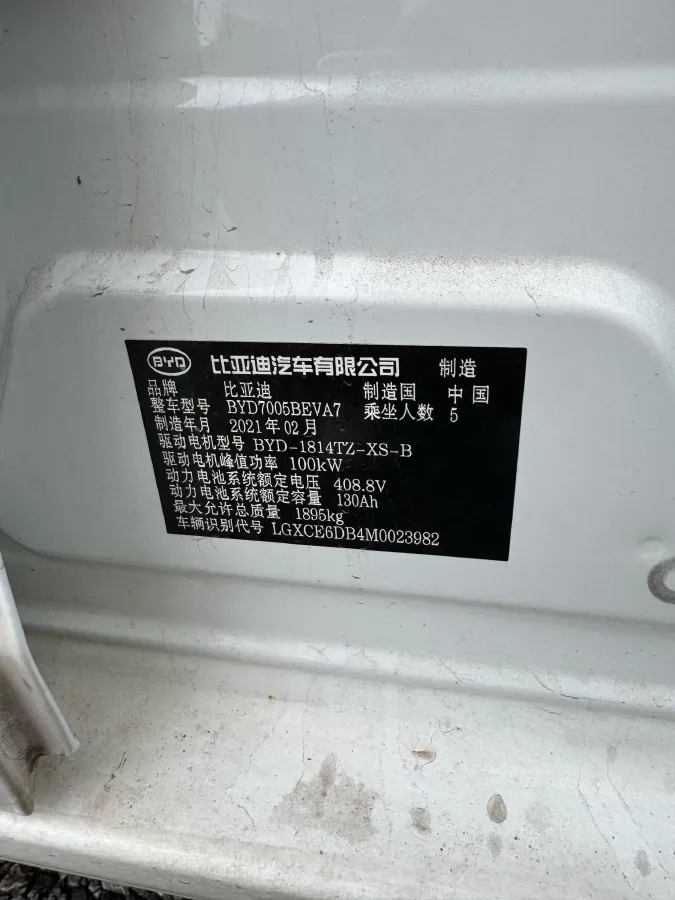 BYD 比亚迪汽车有限公司 制造
品牌 比亚迪 制造国 中国
整车型号 BYD7005BEVA7 乘坐人数 5
制造年月 2021年02月
驱动电机型号 BYD-1814TZ-XS-B
驱动电机峰值功率 100kW
动力电池系统额定电压 408.8V
动力电池系统额定容量 130Ah
最大允许总质量 1895kg
车辆识别代号 LGXCE6DB4M0023982